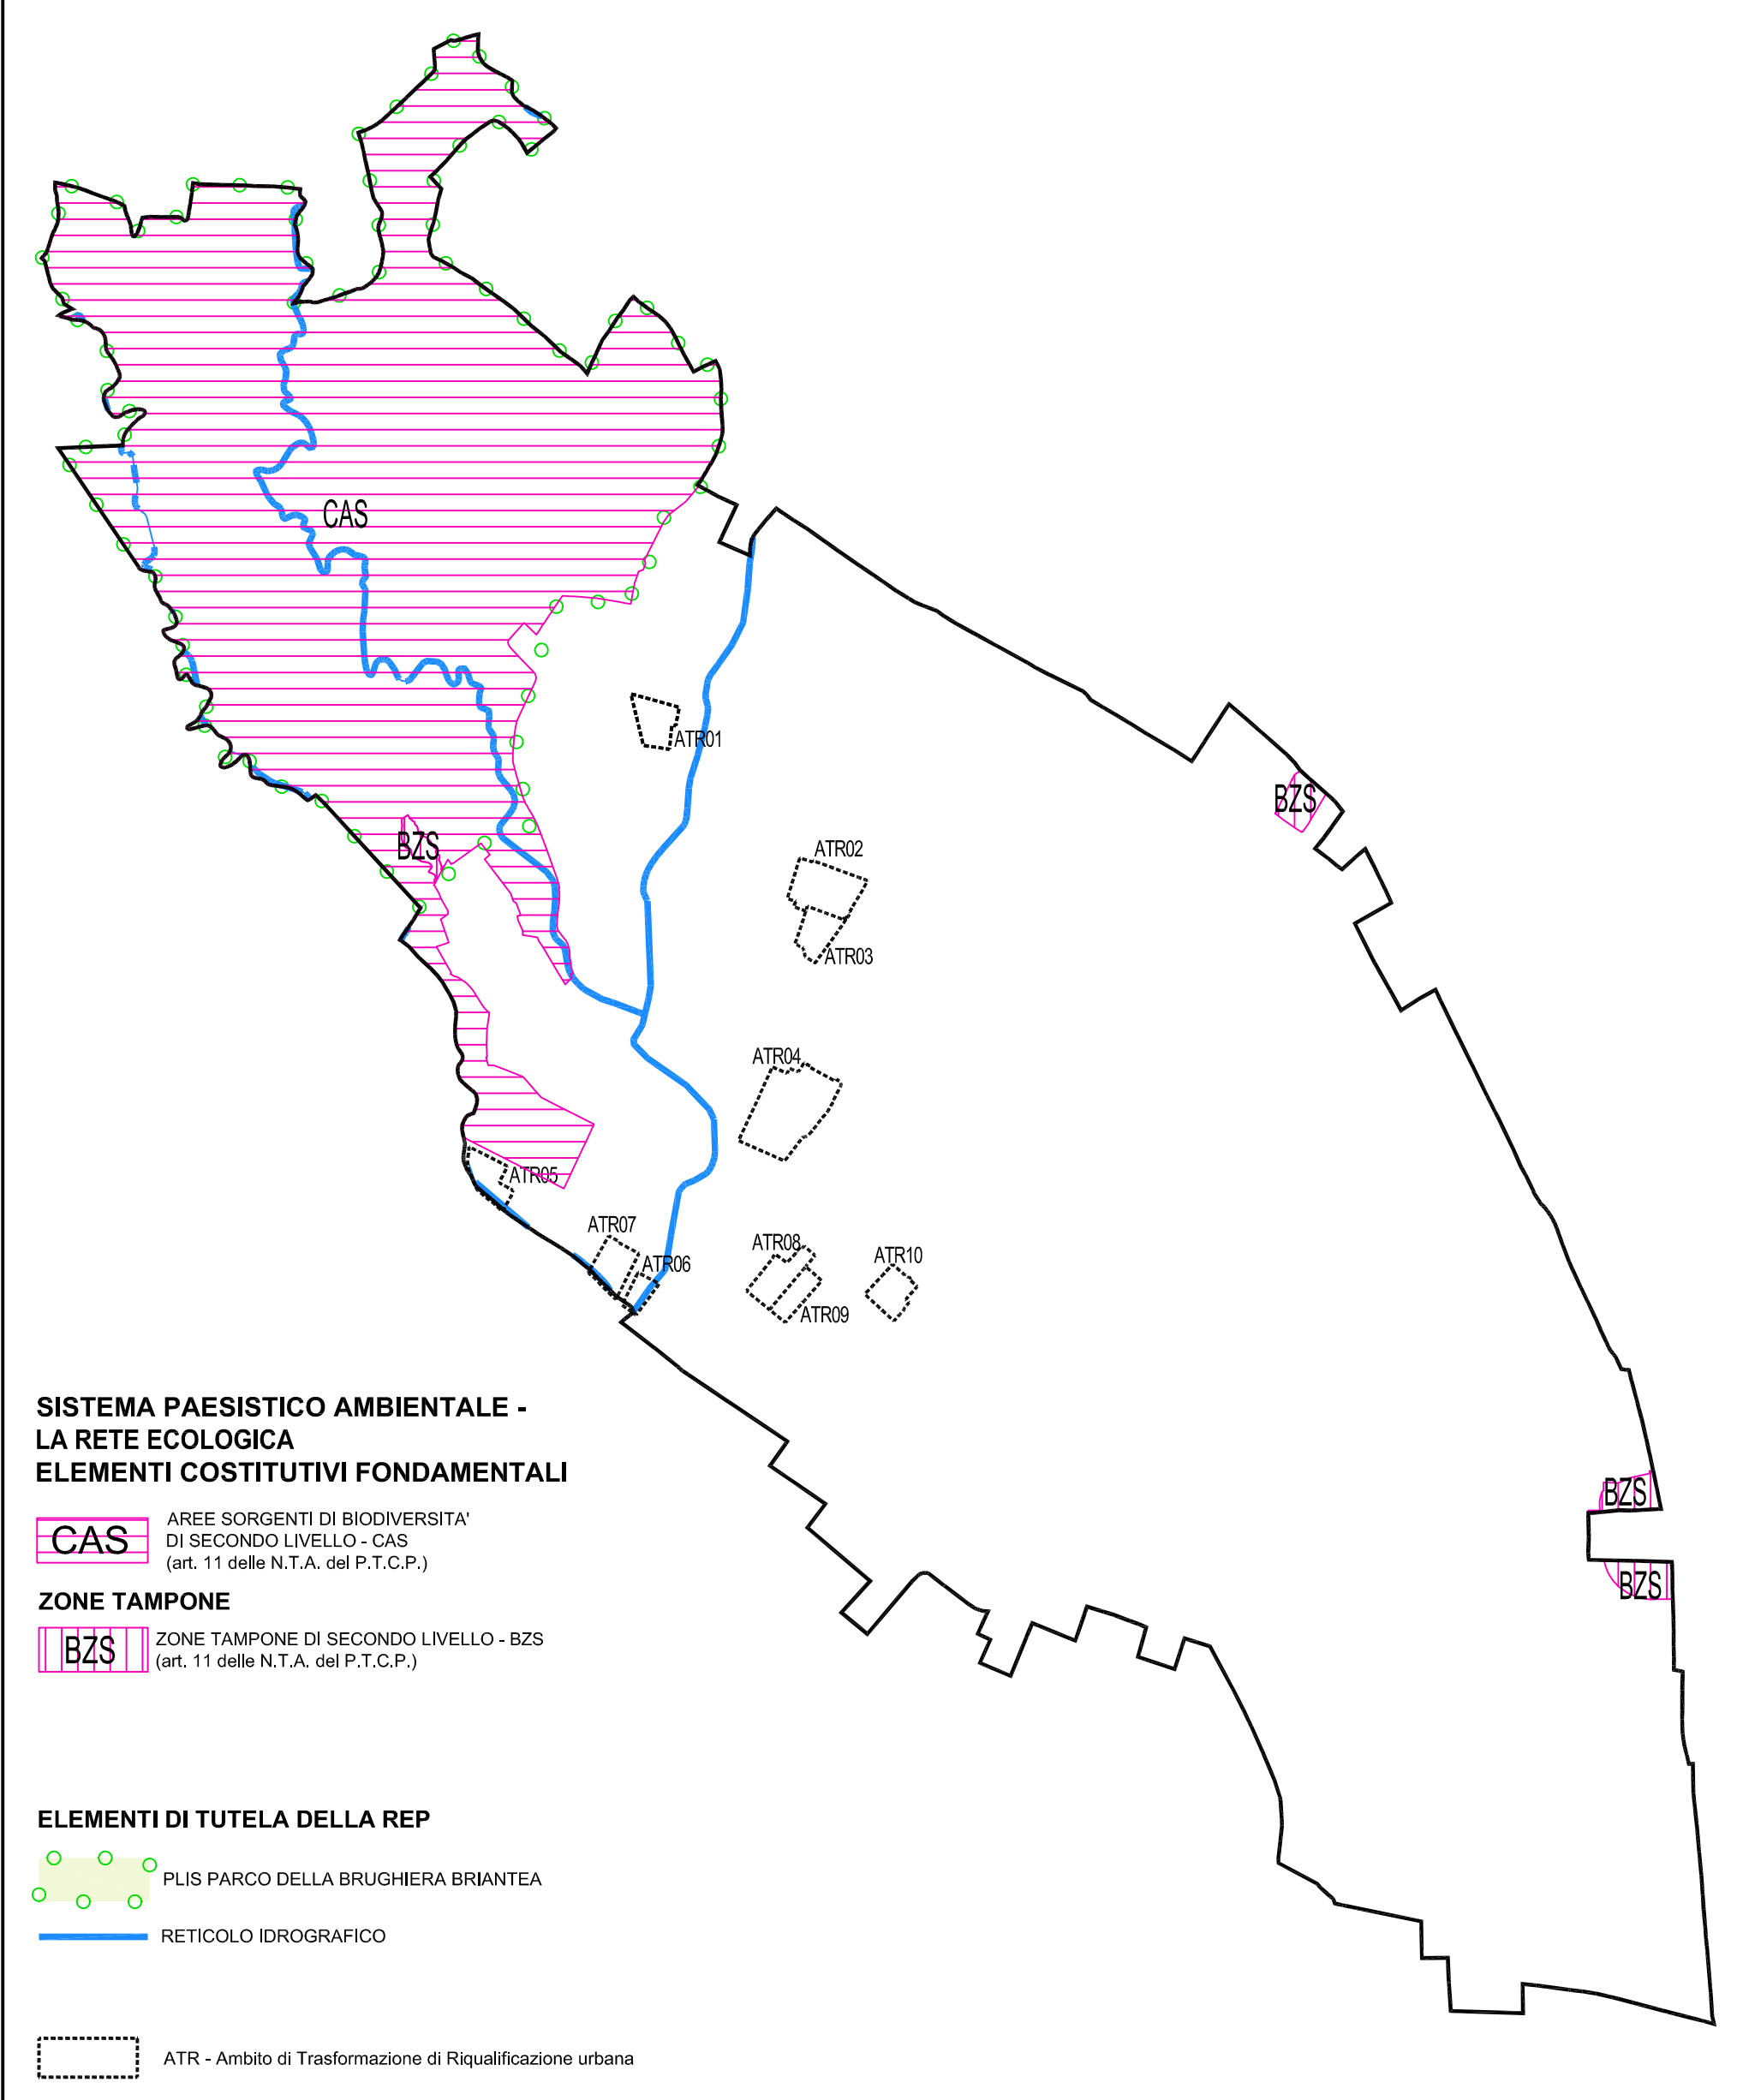 CAS
ATR01
BZS
BZS
ATR02
ATR03
ATR04
ATR05
ATR07
ATR06
ATR08
ATR10
ATR09
SISTEMA PAESISTICO AMBIENTALE -
LA RETE ECOLOGICA
ELEMENTI COSTITUTIVI FONDAMENTALI
BZS
BZS
CAS
AREE SORGENTI DI BIODIVERSITA'
DI SECONDO LIVELLO - CAS
(art. 11 delle N.T.A. del P.T.C.P.)
ZONE TAMPONE
BZS
ZONE TAMPONE DI SECONDO LIVELLO - BZS
(art. 11 delle N.T.A. del P.T.C.P.)
ELEMENTI DI TUTELA DELLA REP
PLIS PARCO DELLA BRUGHIERA BRIANTEA
RETICOLO IDROGRAFICO
ATR - Ambito di Trasformazione di Riqualificazione urbana